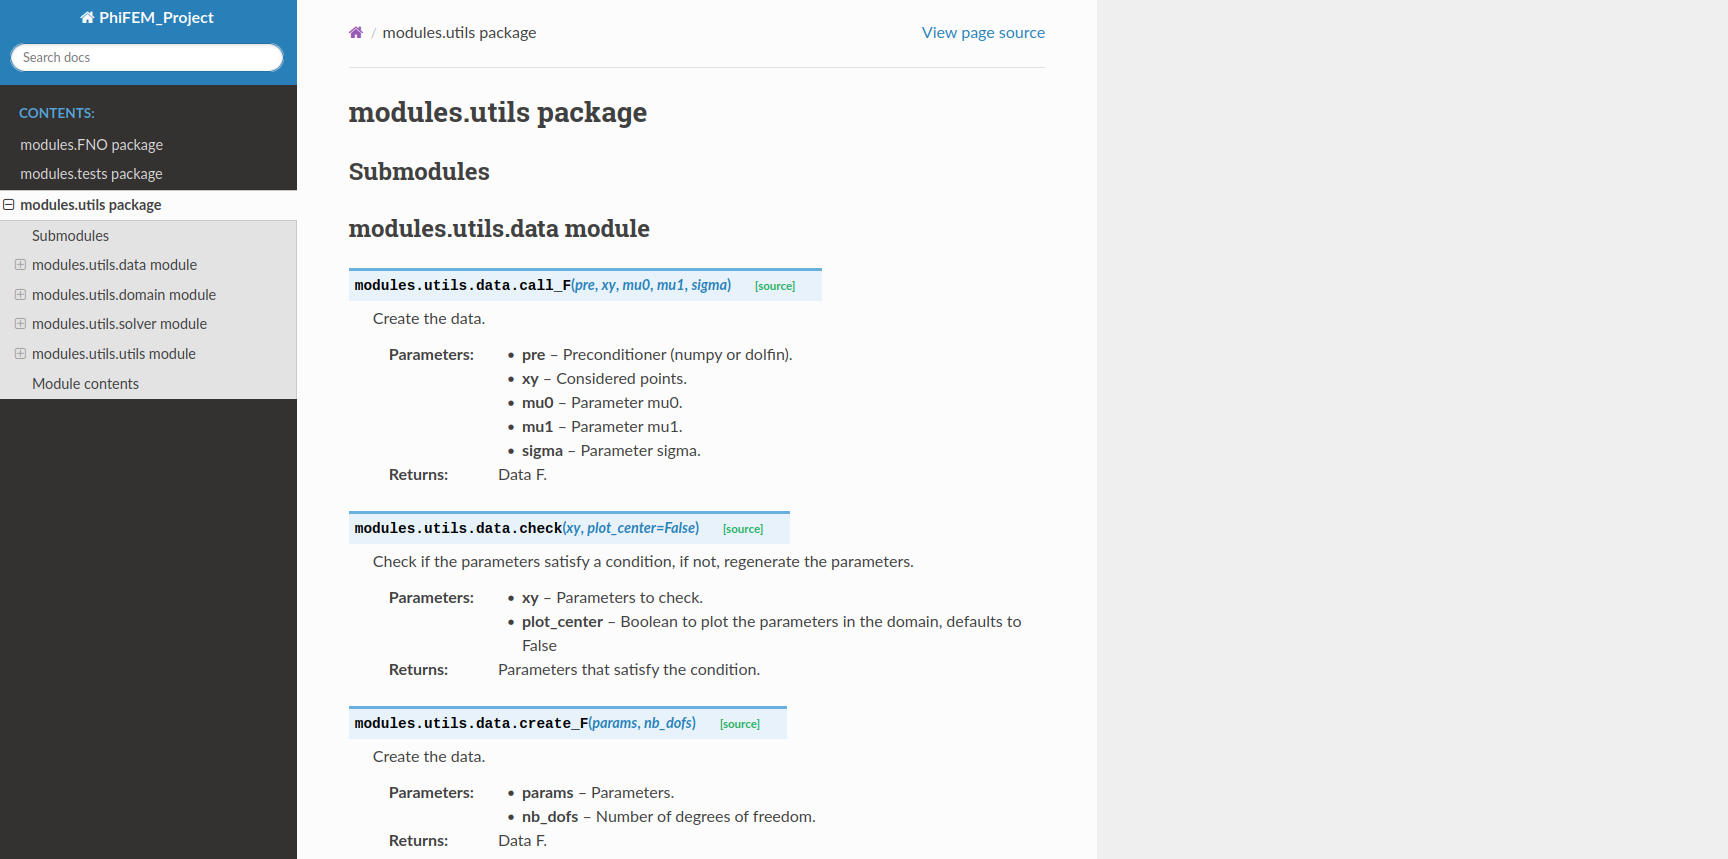 PhiFEM_Project
Search docs
CONTENTS:
modules.FNO package
modules.tests package
modules.utils package
Submodules
modules.utils.data module
modules.utils.domain module
modules.utils.solver module
modules.utils.utils module
Module contents
/ modules.utils package
View page source
modules.utils package
Submodules
modules.utils.data module
modules.utils.data.call_F(pre, xy, mu0, mu1, sigma) [source]
Create the data.
Parameters:
• pre – Preconditioner (numpy or dolfin).
• xy – Considered points.
• mu0 – Parameter mu0.
• mu1 – Parameter mu1.
• sigma – Parameter sigma.
Returns: Data F.
modules.utils.data.check(xy, plot_center=False) [source]
Check if the parameters satisfy a condition, if not, regenerate the parameters.
Parameters:
• xy – Parameters to check.
• plot_center – Boolean to plot the parameters in the domain, defaults to
False
Returns: Parameters that satisfy the condition.
modules.utils.data.create_F(params, nb_dofs) [source]
Create the data.
Parameters:
• params – Parameters.
• nb_dofs – Number of degrees of freedom.
Returns: Data F.